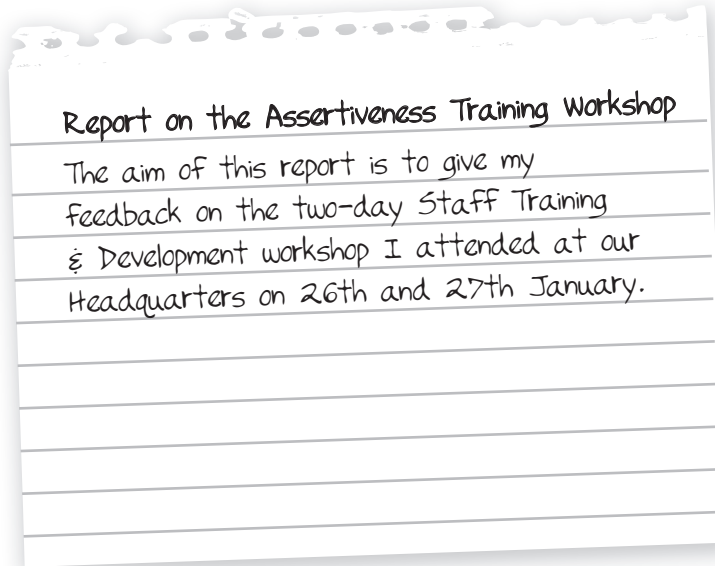 Report on the Assertiveness Training Workshop
The aim of this report is to give my
feedback on the two-day Staff Training
& Development workshop I attended at our
Headquarters on 26th and 27th January.